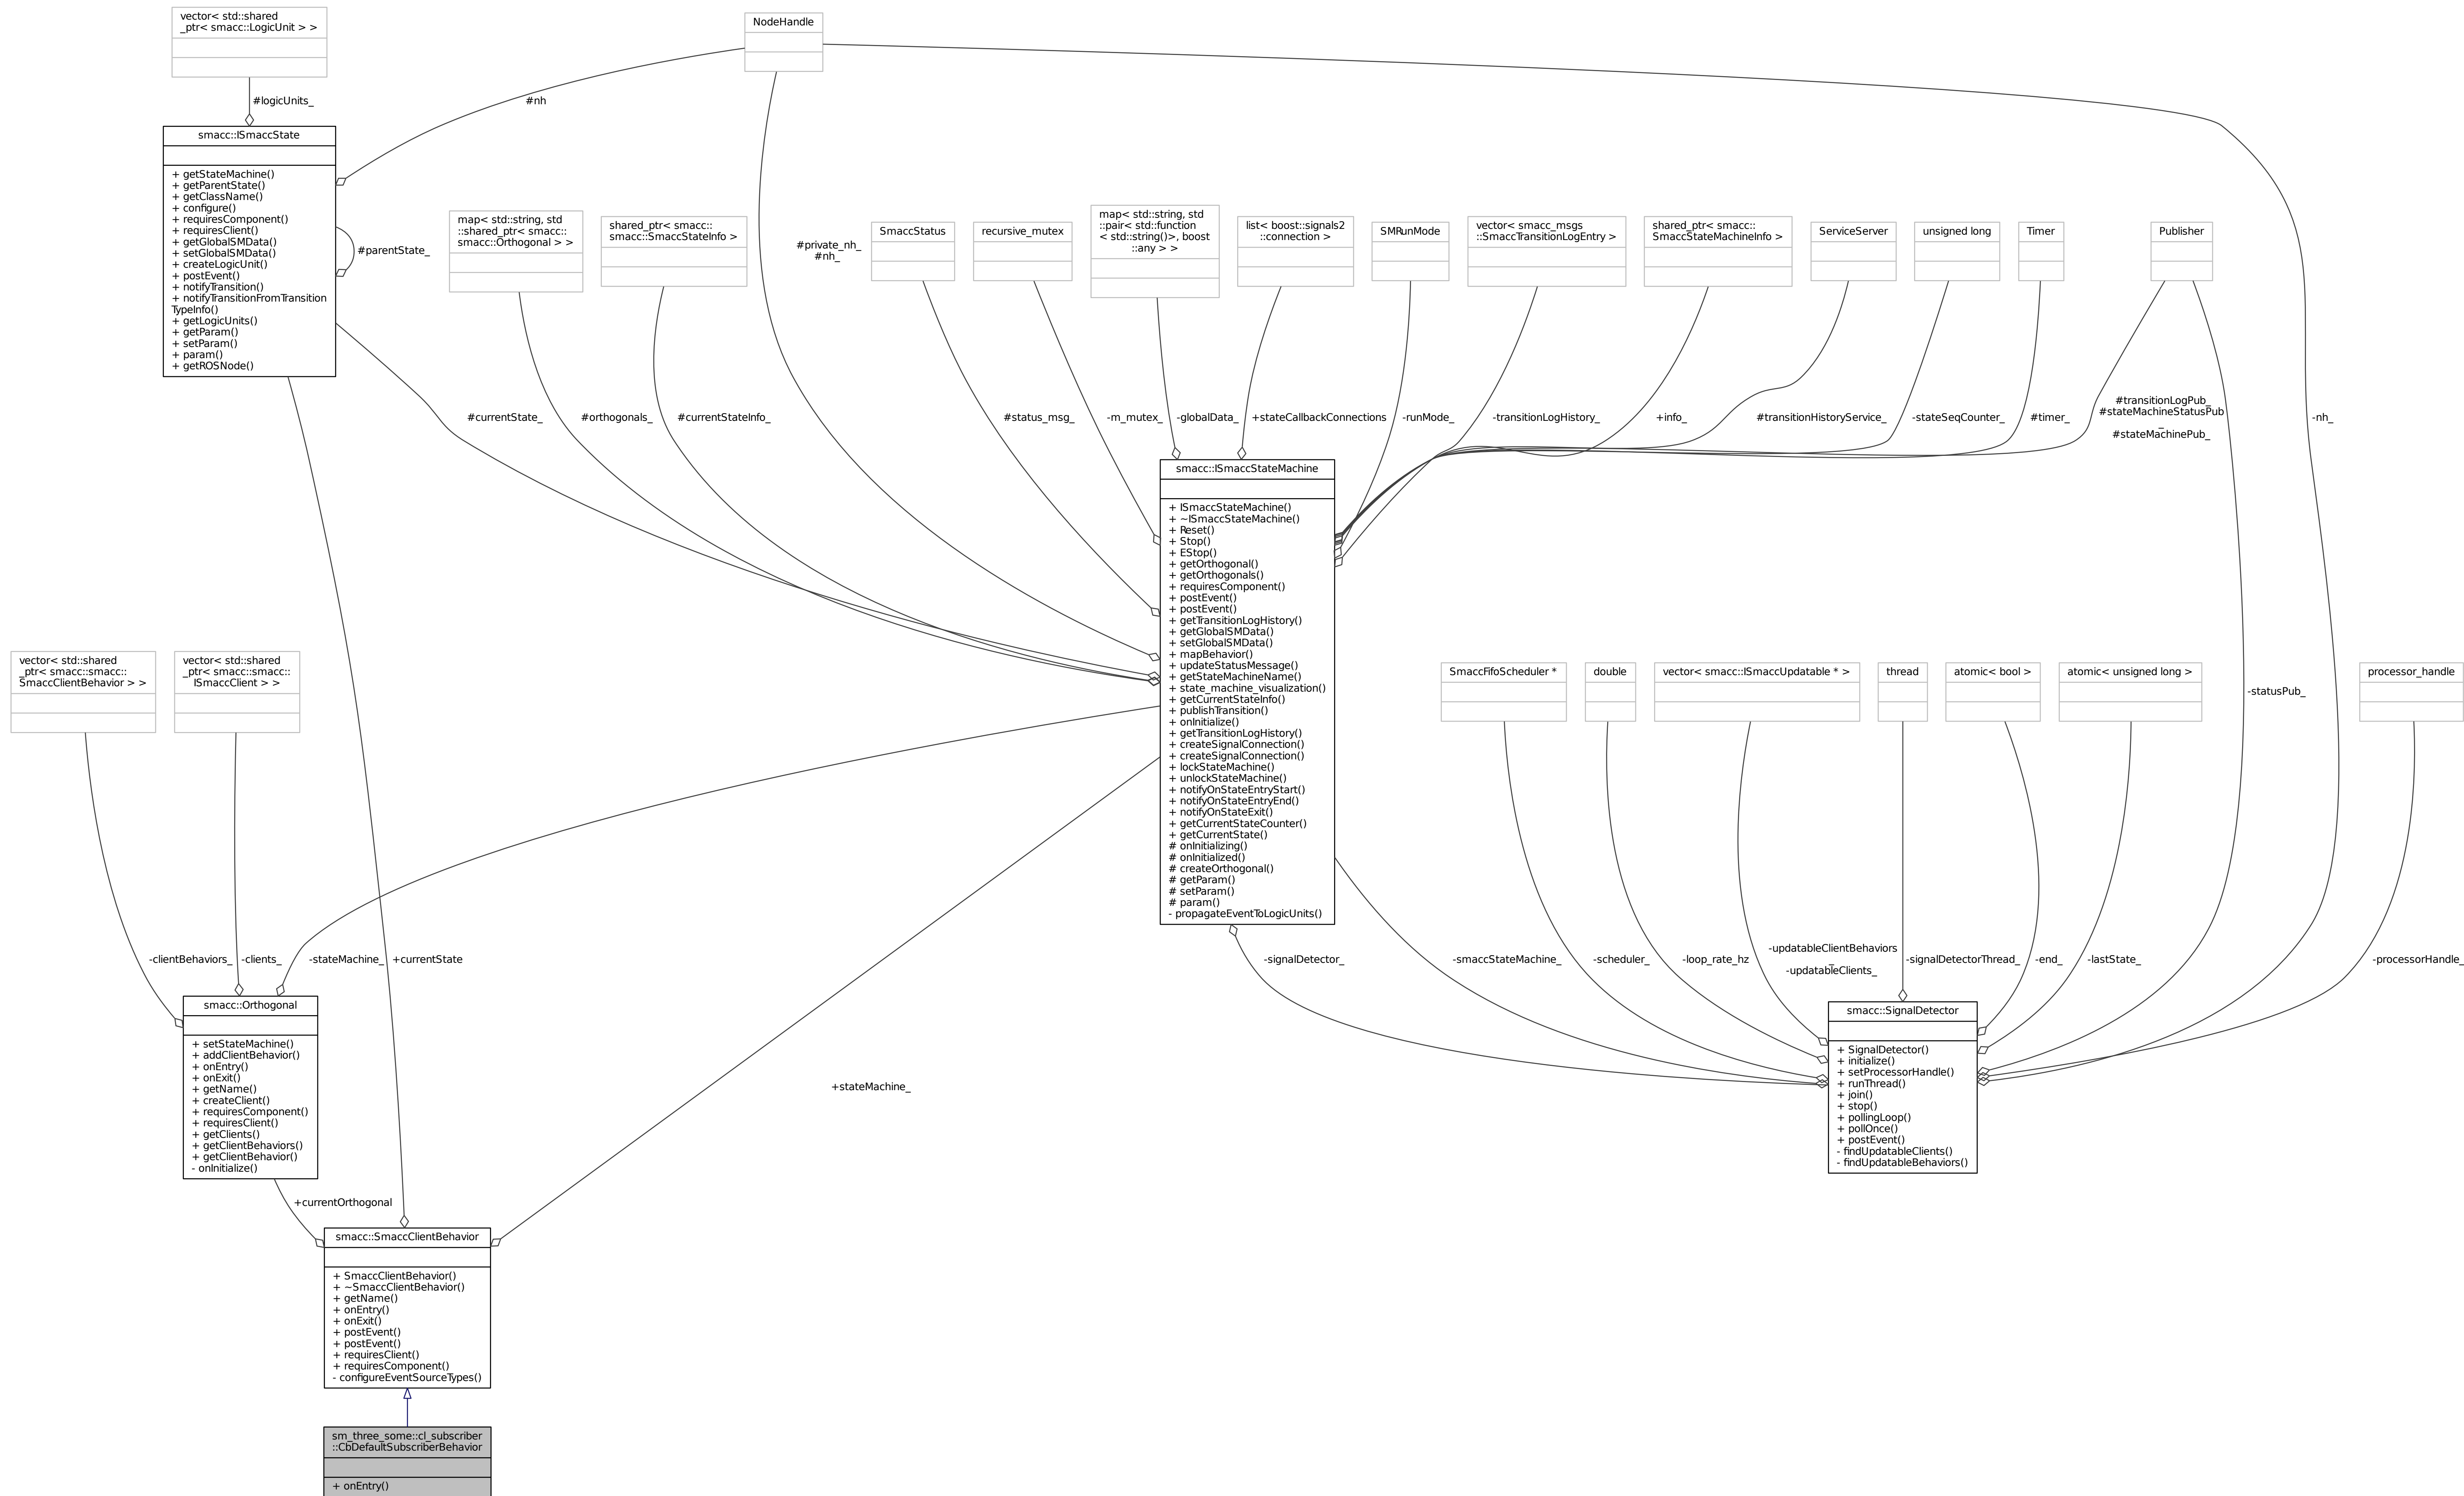 vector< std::shared
_ptr< smacc::LogicUnit > >
NodeHandle
#logicUnits_
#nh
smacc::ISmaccState
+ getStateMachine()
+ getParentState()
+ getClassName()
+ configure()
+ requiresComponent()
+ requiresClient()
+ getGlobalSMData()
+ setGlobalSMData()
+ createLogicUnit()
+ postEvent()
+ notifyTransition()
+ notifyTransitionFromTransition
TypeInfo()
+ getLogicUnits()
+ getParam()
+ setParam()
+ param()
+ getROSNode()
#parentState_
map< std::string, std
::shared_ptr< smacc::
smacc::Orthogonal > >
shared_ptr< smacc::
smacc::SmaccStateInfo >
#private_nh_
#nh_
SmaccStatus
recursive_mutex
map< std::string, std
::pair< std::function
< std::string()>, boost
::any > >
list< boost::signals2
::connection >
SMRunMode
vector< smacc_msgs
::SmaccTransitionLogEntry >
shared_ptr< smacc::
SmaccStateMachineInfo >
ServiceServer
unsigned long
Timer
Publisher
#currentState_
#orthogonals_
#currentStateInfo_
#status_msg_
-m_mutex_
-globalData_
+stateCallbackConnections
-runMode_
-transitionLogHistory_
+info_
#transitionHistoryService_
-stateSeqCounter_
#timer_
#transitionLogPub_
#stateMachineStatusPub
_
#stateMachinePub_
-nh_
smacc::ISmaccStateMachine
+ ISmaccStateMachine()
+ ~ISmaccStateMachine()
+ Reset()
+ Stop()
+ EStop()
+ getOrthogonal()
+ getOrthogonals()
+ requiresComponent()
+ postEvent()
+ postEvent()
+ getTransitionLogHistory()
+ getGlobalSMData()
+ setGlobalSMData()
+ mapBehavior()
+ updateStatusMessage()
+ getStateMachineName()
+ state_machine_visualization()
+ getCurrentStateInfo()
+ publishTransition()
+ onInitialize()
+ getTransitionLogHistory()
+ createSignalConnection()
+ createSignalConnection()
+ lockStateMachine()
+ unlockStateMachine()
+ notifyOnStateEntryStart()
+ notifyOnStateEntryEnd()
+ notifyOnStateExit()
+ getCurrentStateCounter()
+ getCurrentState()
# onInitializing()
# onInitialized()
# createOrthogonal()
# getParam()
# setParam()
# param()
- propagateEventToLogicUnits()
vector< std::shared
_ptr< smacc::smacc::
SmaccClientBehavior > >
vector< std::shared
_ptr< smacc::smacc::
ISmaccClient > >
SmaccFifoScheduler *
double
vector< smacc::ISmaccUpdatable * >
thread
atomic< bool >
atomic< unsigned long >
-statusPub_
processor_handle
-clientBehaviors_
-clients_
-stateMachine_
+currentState
-signalDetector_
-smaccStateMachine_
-scheduler_
-loop_rate_hz
-updatableClientBehaviors
_
-updatableClients_
-signalDetectorThread_
-end_
-lastState_
-processorHandle_
smacc::Orthogonal
+ setStateMachine()
+ addClientBehavior()
+ onEntry()
+ onExit()
+ getName()
+ createClient()
+ requiresComponent()
+ requiresClient()
+ getClients()
+ getClientBehaviors()
+ getClientBehavior()
- onInitialize()
smacc::SignalDetector
+ SignalDetector()
+ initialize()
+ setProcessorHandle()
+ runThread()
+ join()
+ stop()
+ pollingLoop()
+ pollOnce()
+ postEvent()
- findUpdatableClients()
- findUpdatableBehaviors()
+stateMachine_
+currentOrthogonal
smacc::SmaccClientBehavior
+ SmaccClientBehavior()
+ ~SmaccClientBehavior()
+ getName()
+ onEntry()
+ onExit()
+ postEvent()
+ postEvent()
+ requiresClient()
+ requiresComponent()
- configureEventSourceTypes()
sm_three_some::cl_subscriber
::CbDefaultSubscriberBehavior
+ onEntry()